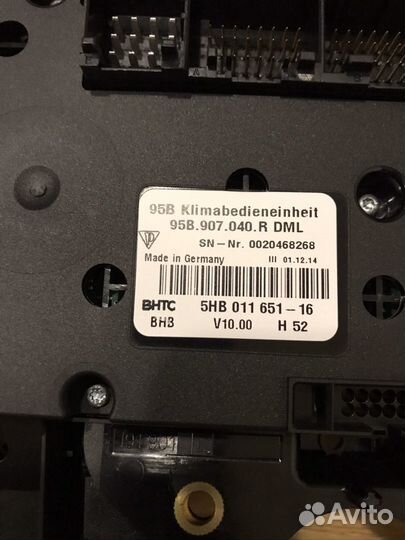 A
95B Klimabedieneinheit
95B.907.040.R DML
SN-Nr. 0020468268
Made in Germany III 01.12.14
BHTC 5HB 011 651-16
BHB V10.00 H 52
Avito